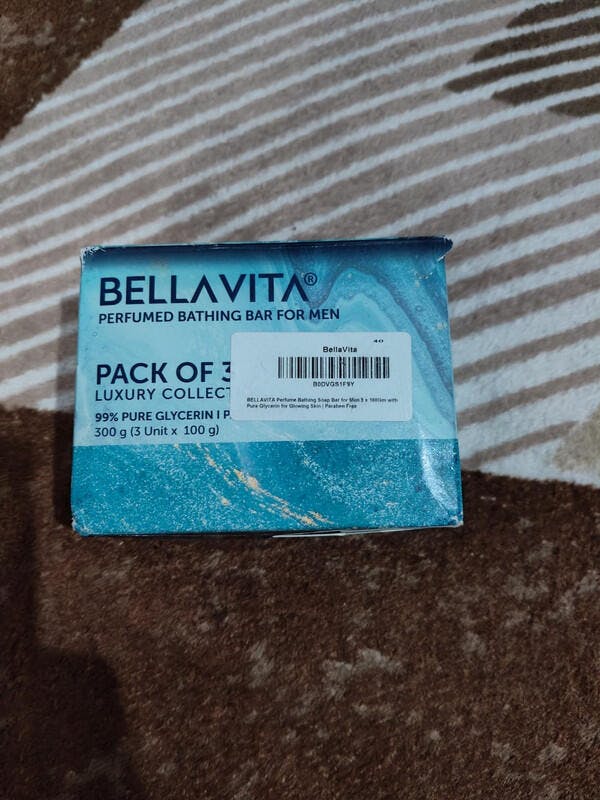 BELLAVITA®
PERFUMED BATHING BAR FOR MEN
PACK OF 3
LUXURY COLLECT
99% PURE GLYCERIN I P
300 g (3 Unit x 100 g)
40
BellaVita
B0DVGS1F9Y
BELLAVITA Perfume Bathing Soap Bar for Men 3 x 100Gm with
Pure Glycerin for Glowing Skin | Paraben Free